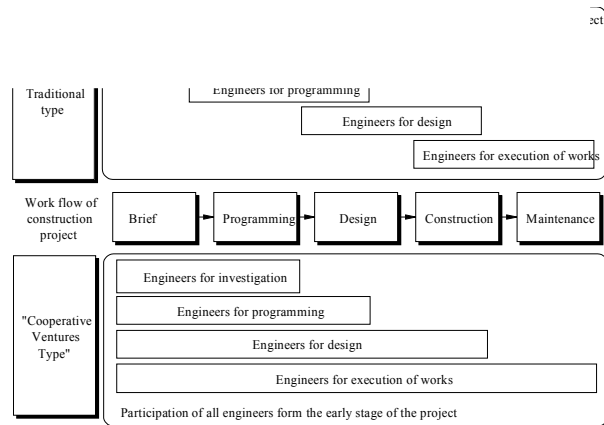 Traditional
type
Engineers for programming
Engineers for design
Engineers for execution of works
Work flow of
construction
project
Brief
Programming
Design
Construction
Maintenance
"Cooperative
Ventures
Type"
Engineers for investigation
Engineers for programming
Engineers for design
Engineers for execution of works
Participation of all engineers form the early stage of the project